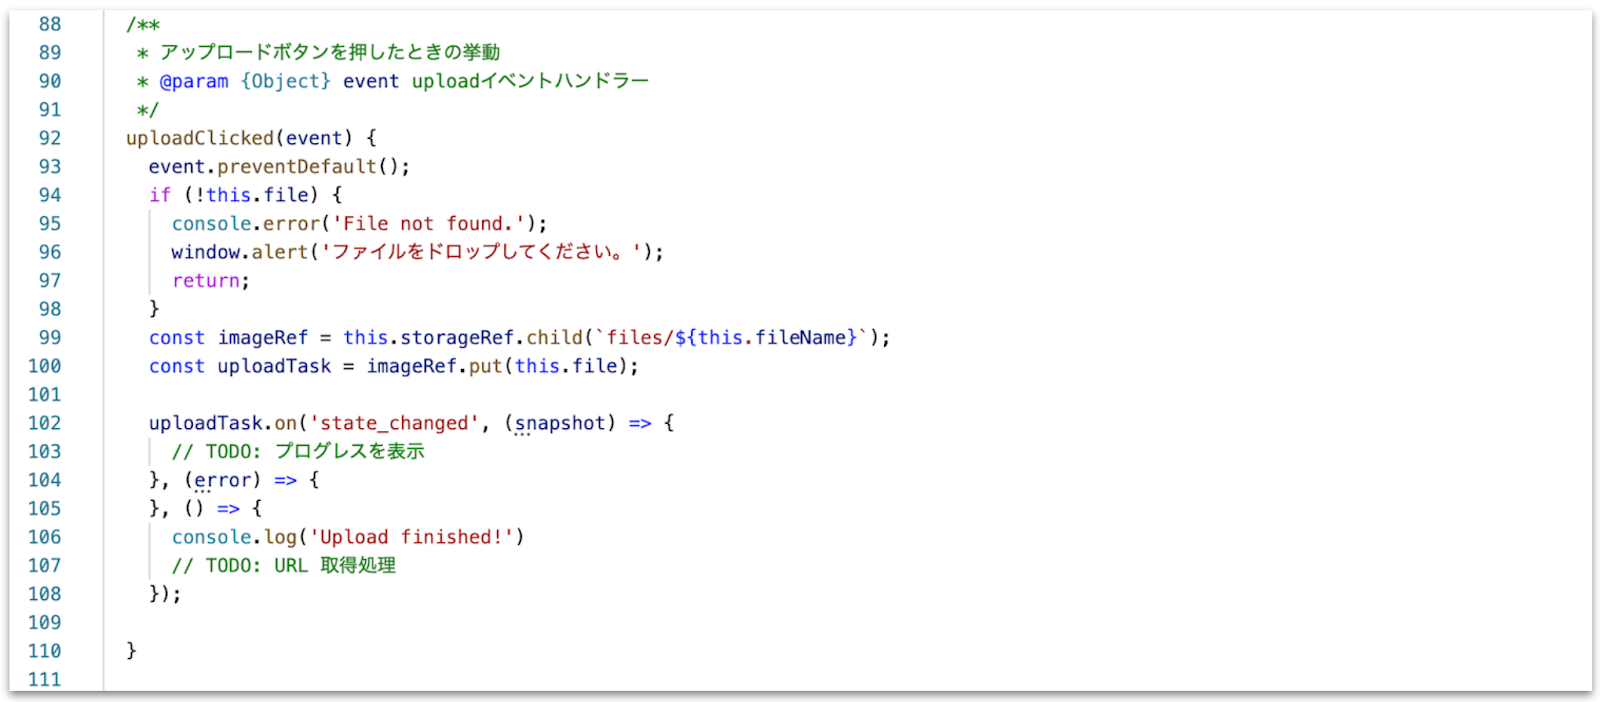 88 /**
89 * アップロードボタンを押したときの挙動
90 * @param {Object} event uploadイベントハンドラー
91 */
92 uploadClicked(event) {
93 event.preventDefault();
94 if (!this.file) {
95 console.error('File not found.');
96 window.alert('ファイルをドロップしてください。');
97 return;
98 }
99 const imageRef = this.storageRef.child(`files/${this.fileName}`);
100 const uploadTask = imageRef.put(this.file);
101
102 uploadTask.on('state_changed', (snapshot) => {
103 // TODO: プログレスを表示
104 }, (error) => {
105 }, () => {
106 console.log('Upload finished!')
107 // TODO: URL 取得処理
108 });
109
110 }
111